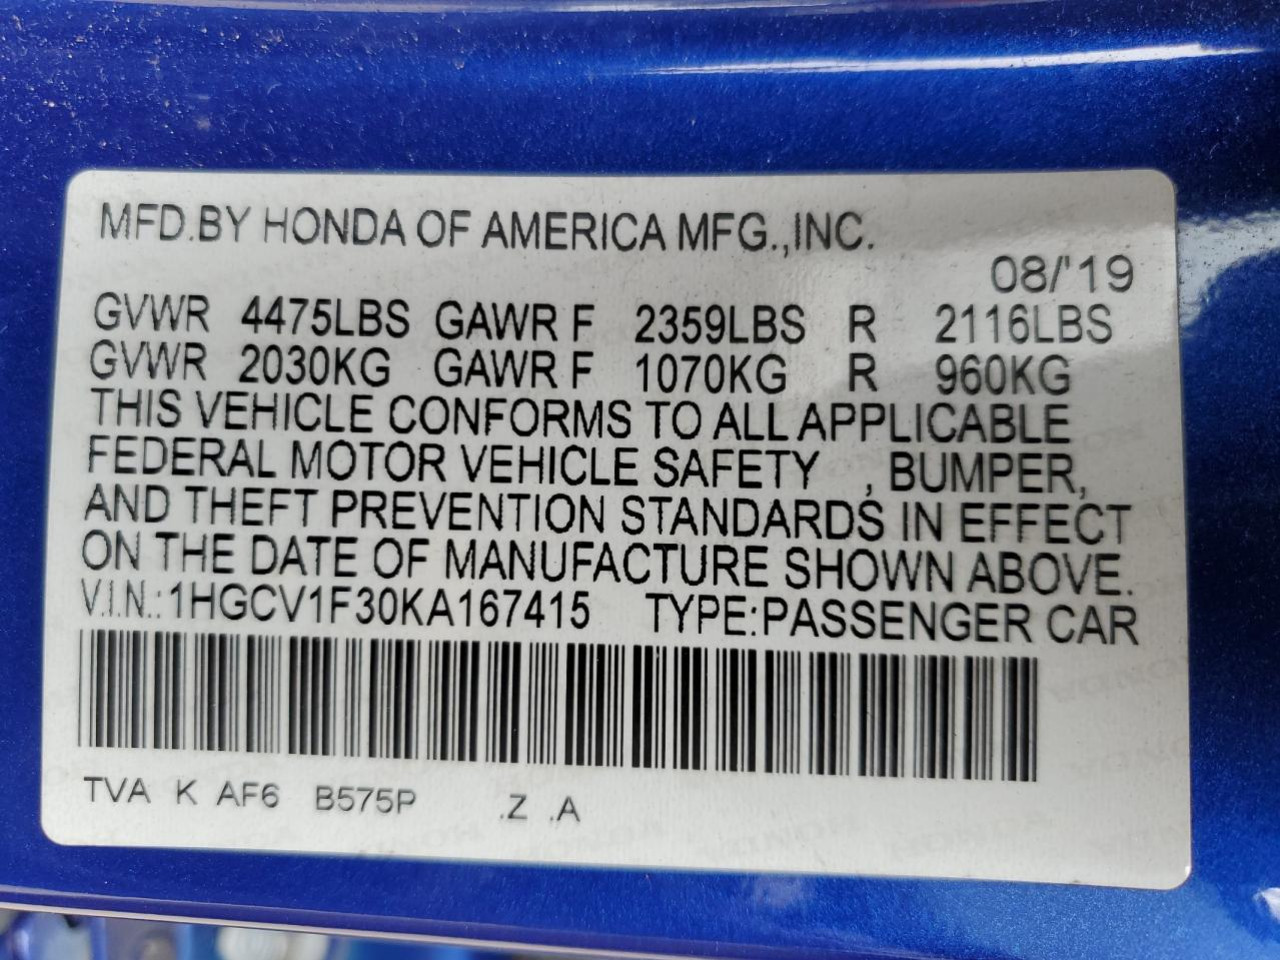 MFD.BY HONDA OF AMERICA MFG.,INC.
08/'19
GVWR 4475LBS GAWR F 2359LBS R 2116LBS
GVWR 2030KG GAWR F 1070KG R 960KG
THIS VEHICLE CONFORMS TO ALL APPLICABLE
FEDERAL MOTOR VEHICLE SAFETY , BUMPER,
AND THEFT PREVENTION STANDARDS IN EFFECT
ON THE DATE OF MANUFACTURE SHOWN ABOVE.
V.I.N.:1HGCV1F30KA167415 TYPE:PASSENGER CAR
TVA K AF6 B575P .Z .A